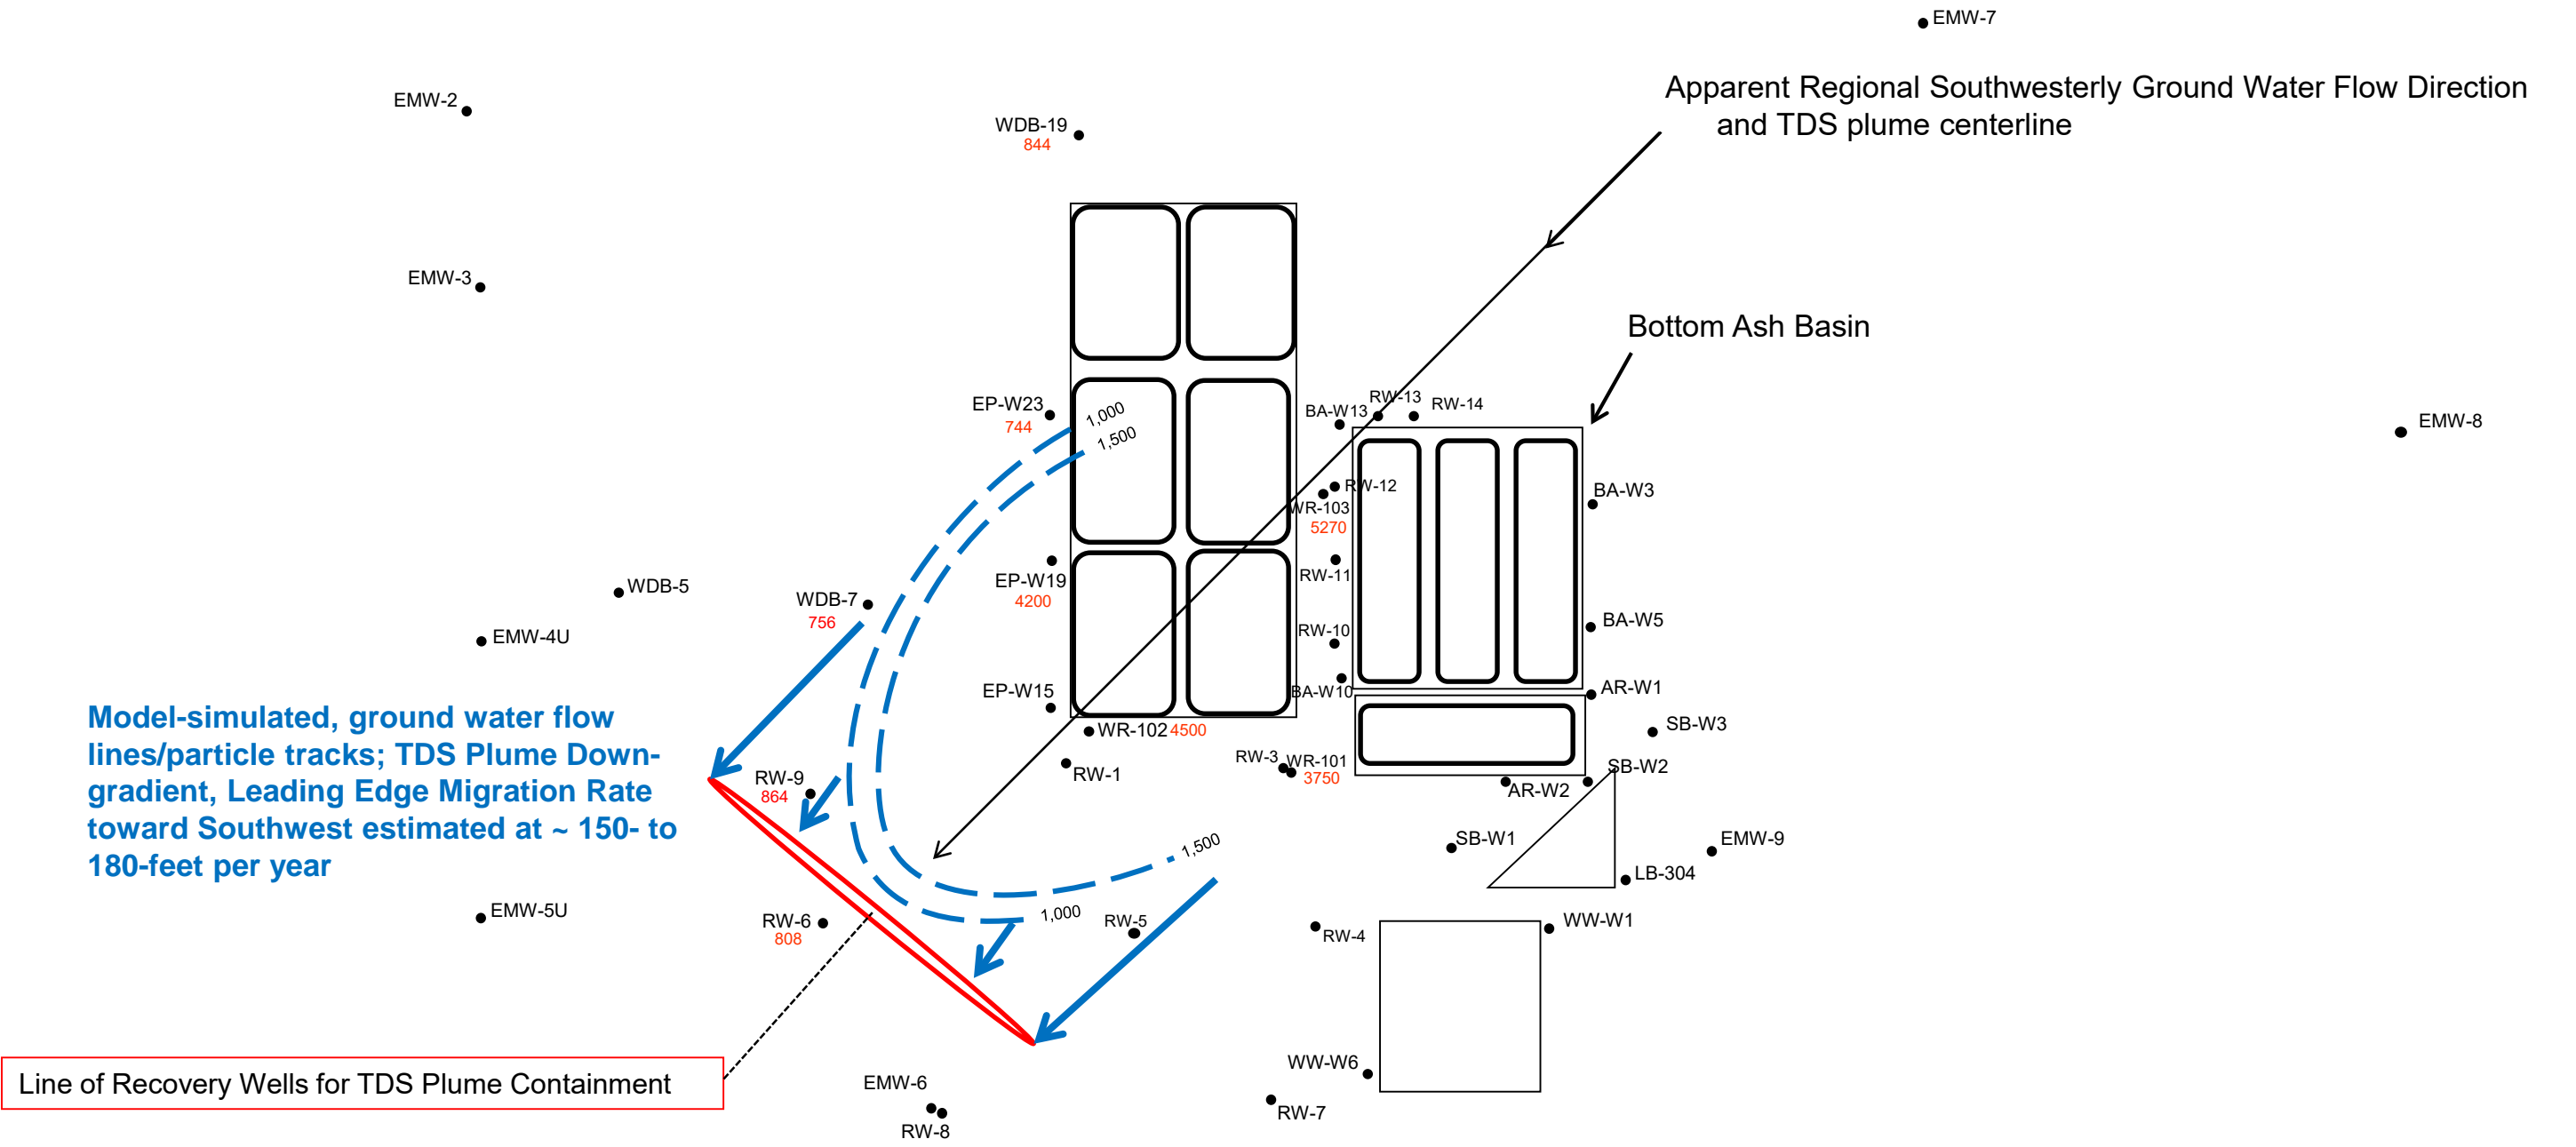 EMW-7
Apparent Regional Southwesterly Ground Water Flow Direction
and TDS plume centerline
EMW-2
WDB-19
844
EMW-3
Bottom Ash Basin
EP-W23
744
1,000
1,500
BA-W13
RW-13
RW-14
EMW-8
RW-12
WR-103
5270
BA-W3
RW-11
EP-W19
4200
WDB-5
WDB-7
756
EMW-4U
RW-10
BA-W5
BA-W10
AR-W1
EP-W15
WR-102 4500
SB-W3
Model-simulated, ground water flow
lines/particle tracks; TDS Plume Down-
gradient, Leading Edge Migration Rate
toward Southwest estimated at ~ 150- to
180-feet per year
RW-9
864
RW-1
RW-3
WR-101
3750
SB-W2
AR-W2
SB-W1
EMW-9
1,500
LB-304
EMW-5U
RW-6
808
1,000
RW-5
RW-4
WW-W1
Line of Recovery Wells for TDS Plume Containment
EMW-6
RW-8
WW-W6
RW-7